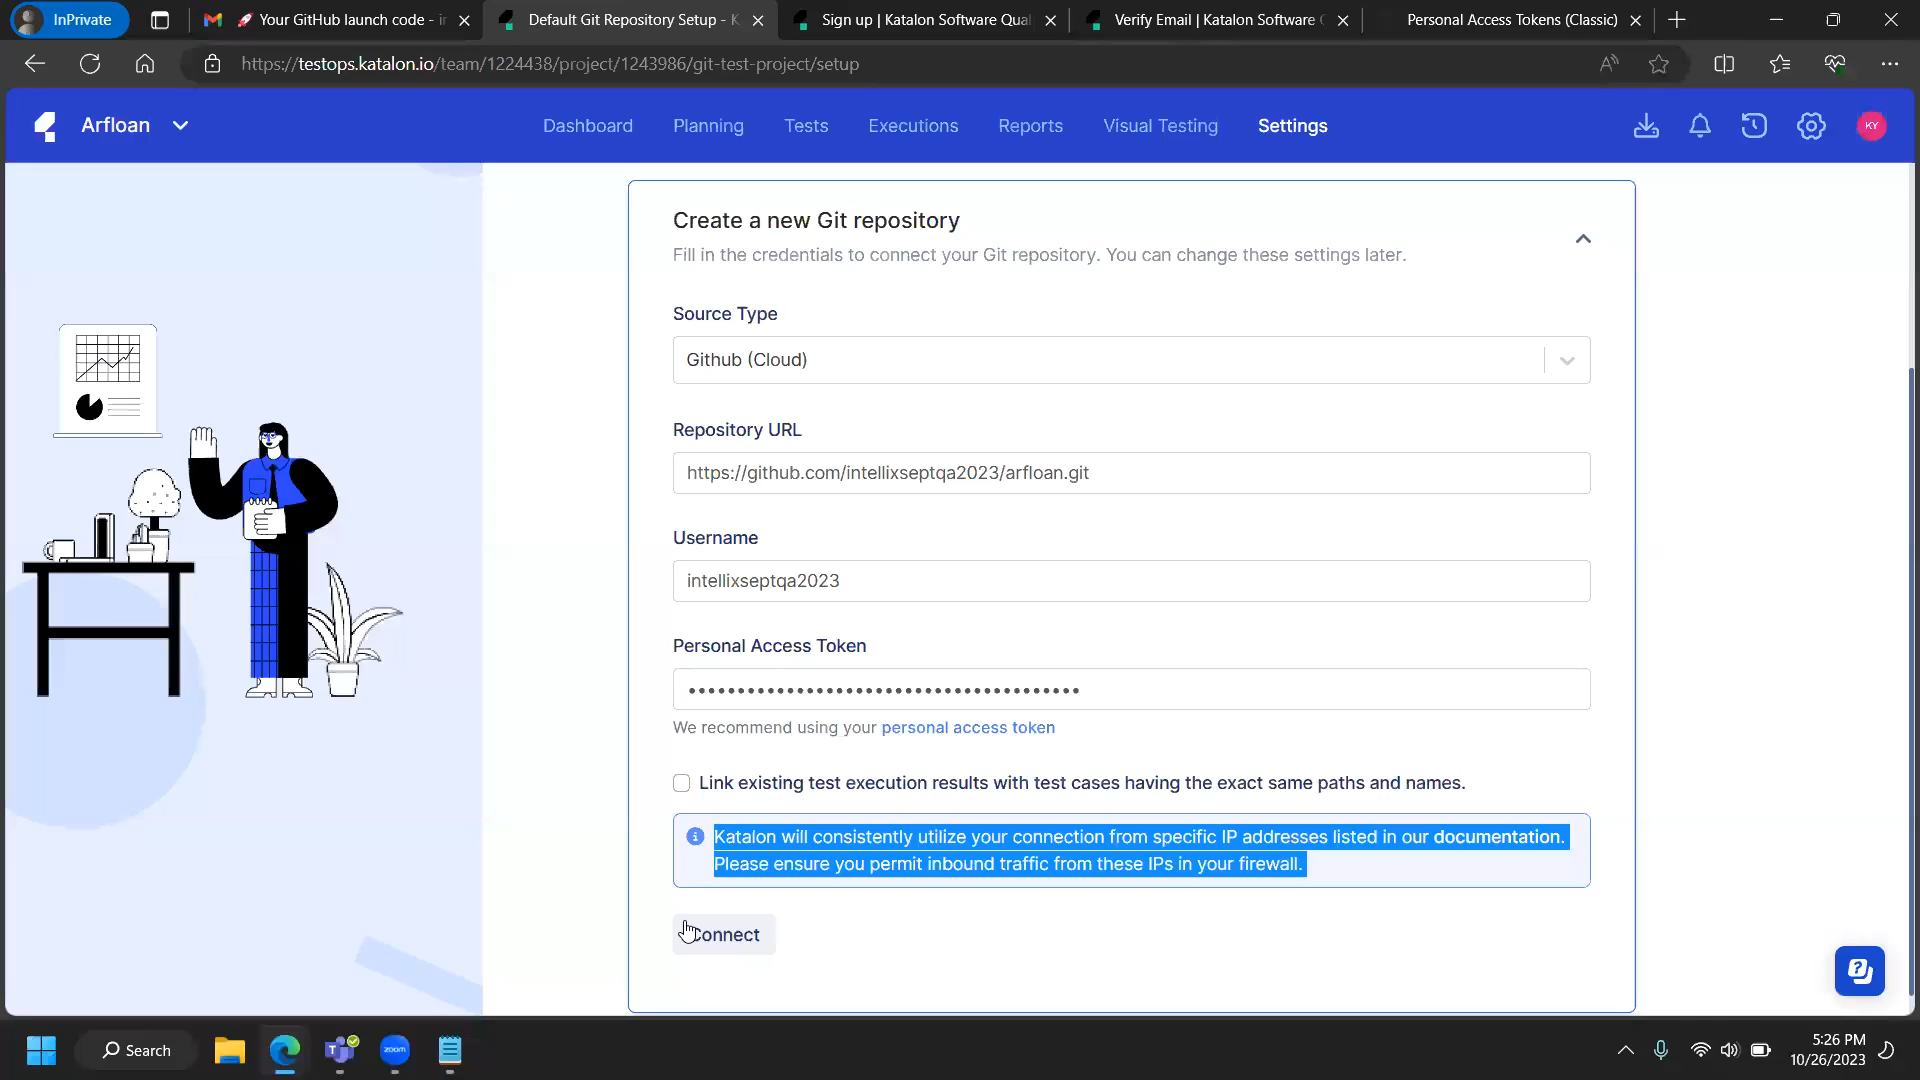 InPrivate
Your GitHub launch code - i
Default Git Repository Setup - K
Sign up | Katalon Software Qual
Verify Email | Katalon Software
Personal Access Tokens (Classic)
https://testops.katalon.io/team/1224438/project/1243986/git-test-project/setup
Arfloan
Dashboard
Planning
Tests
Executions
Reports
Visual Testing
Settings
KY
Create a new Git repository
Fill in the credentials to connect your Git repository. You can change these settings later.
Source Type
Github (Cloud)
Repository URL
https://github.com/intellixseptqa2023/arfloan.git
Username
intellixseptqa2023
Personal Access Token
••••••••••••••••••••••••••••••••••••••••
We recommend using your personal access token
Link existing test execution results with test cases having the exact same paths and names.
Katalon will consistently utilize your connection from specific IP addresses listed in our documentation.
Please ensure you permit inbound traffic from these IPs in your firewall.
Connect
Search
zoom
5:26 PM
10/26/2023